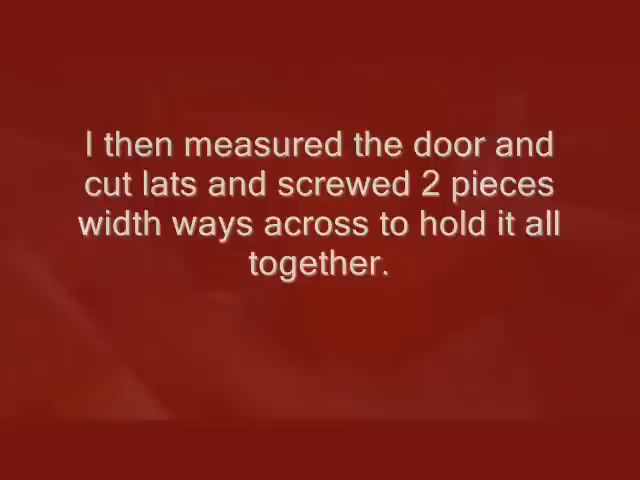 I then measured the door and
cut lats and screwed 2 pieces
width ways across to hold it all
together.